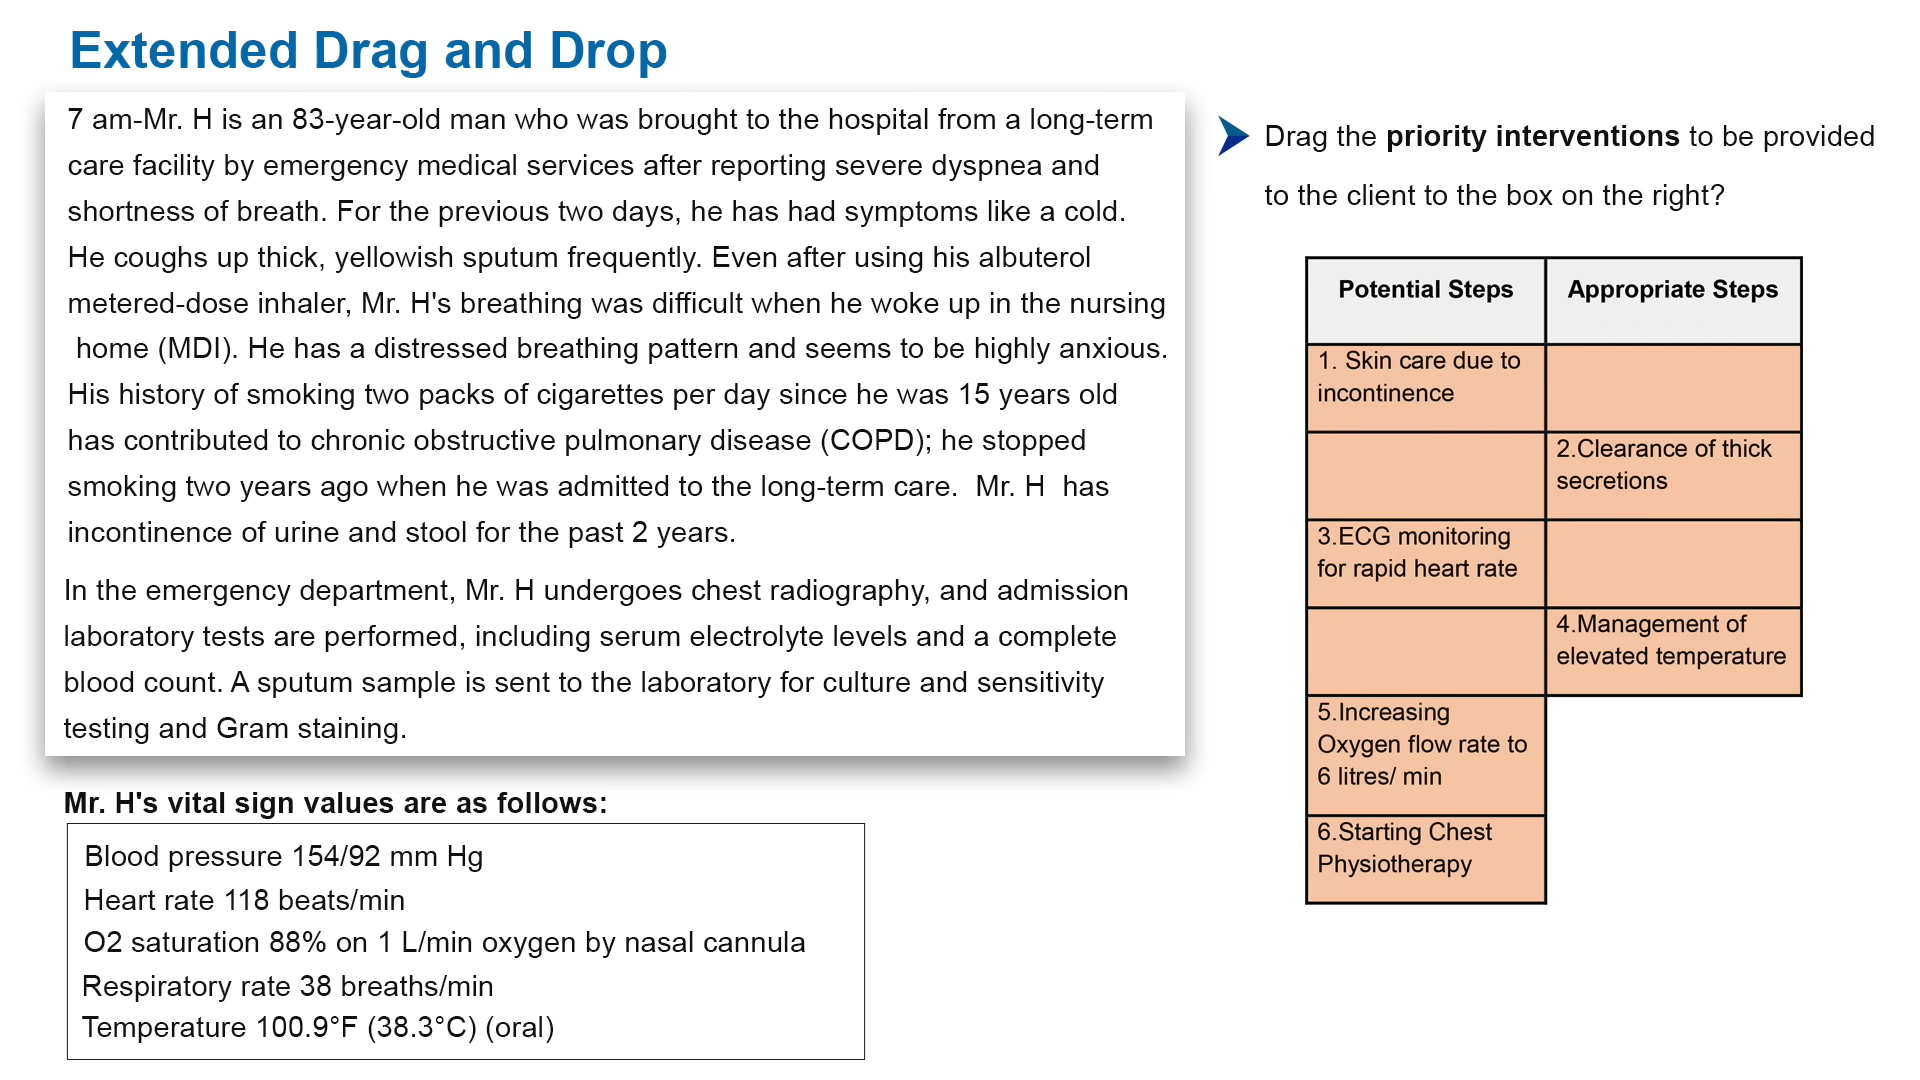 Extended Drag and Drop
7 am-Mr. H is an 83-year-old man who was brought to the hospital from a long-term
care facility by emergency medical services after reporting severe dyspnea and
shortness of breath. For the previous two days, he has had symptoms like a cold.
He coughs up thick, yellowish sputum frequently. Even after using his albuterol
metered-dose inhaler, Mr. H's breathing was difficult when he woke up in the nursing
home (MDI). He has a distressed breathing pattern and seems to be highly anxious.
His history of smoking two packs of cigarettes per day since he was 15 years old
has contributed to chronic obstructive pulmonary disease (COPD); he stopped
smoking two years ago when he was admitted to the long-term care. Mr. H has
incontinence of urine and stool for the past 2 years.
In the emergency department, Mr. H undergoes chest radiography, and admission
laboratory tests are performed, including serum electrolyte levels and a complete
blood count. A sputum sample is sent to the laboratory for culture and sensitivity
testing and Gram staining.
Mr. H's vital sign values are as follows:
Blood pressure 154/92 mm Hg
Heart rate 118 beats/min
O2 saturation 88% on 1 L/min oxygen by nasal cannula
Respiratory rate 38 breaths/min
Temperature 100.9°F (38.3°C) (oral)
Drag the priority interventions to be provided
to the client to the box on the right?
Potential Steps
Appropriate Steps
1. Skin care due to
incontinence
2.Clearance of thick
secretions
3.ECG monitoring
for rapid heart rate
4.Management of
elevated temperature
5.Increasing
Oxygen flow rate to
6 litres/ min
6.Starting Chest
Physiotherapy